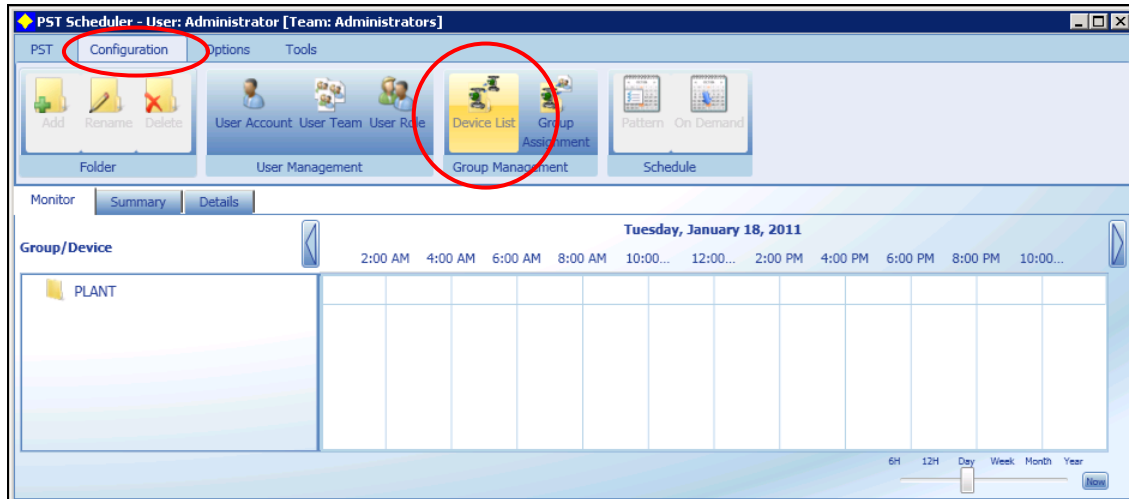 PST Scheduler - User: Administrator [Team: Administrators]
PST Configuration Options Tools
Add Rename Delete User Account User Team User Role Device List Group Assignment Pattern On Demand
Folder User Management Group Management Schedule
Monitor Summary Details
Tuesday, January 18, 2011
Group/Device
2:00 AM 4:00 AM 6:00 AM 8:00 AM 10:00... 12:00... 2:00 PM 4:00 PM 6:00 PM 8:00 PM 10:00...
PLANT
6H 12H Day Week Month Year
Now